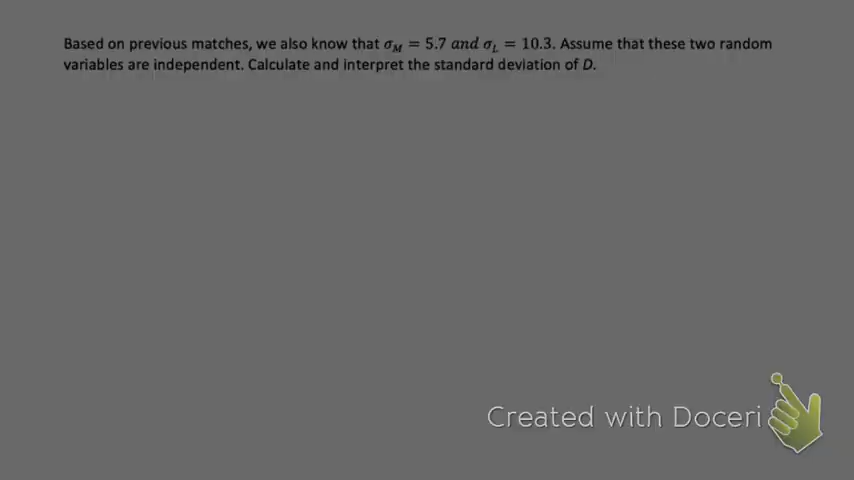 Based on previous matches, we also know that σ_M = 5.7 and σ_L = 10.3. Assume that these two random
variables are independent. Calculate and interpret the standard deviation of D.
Created with Doceri